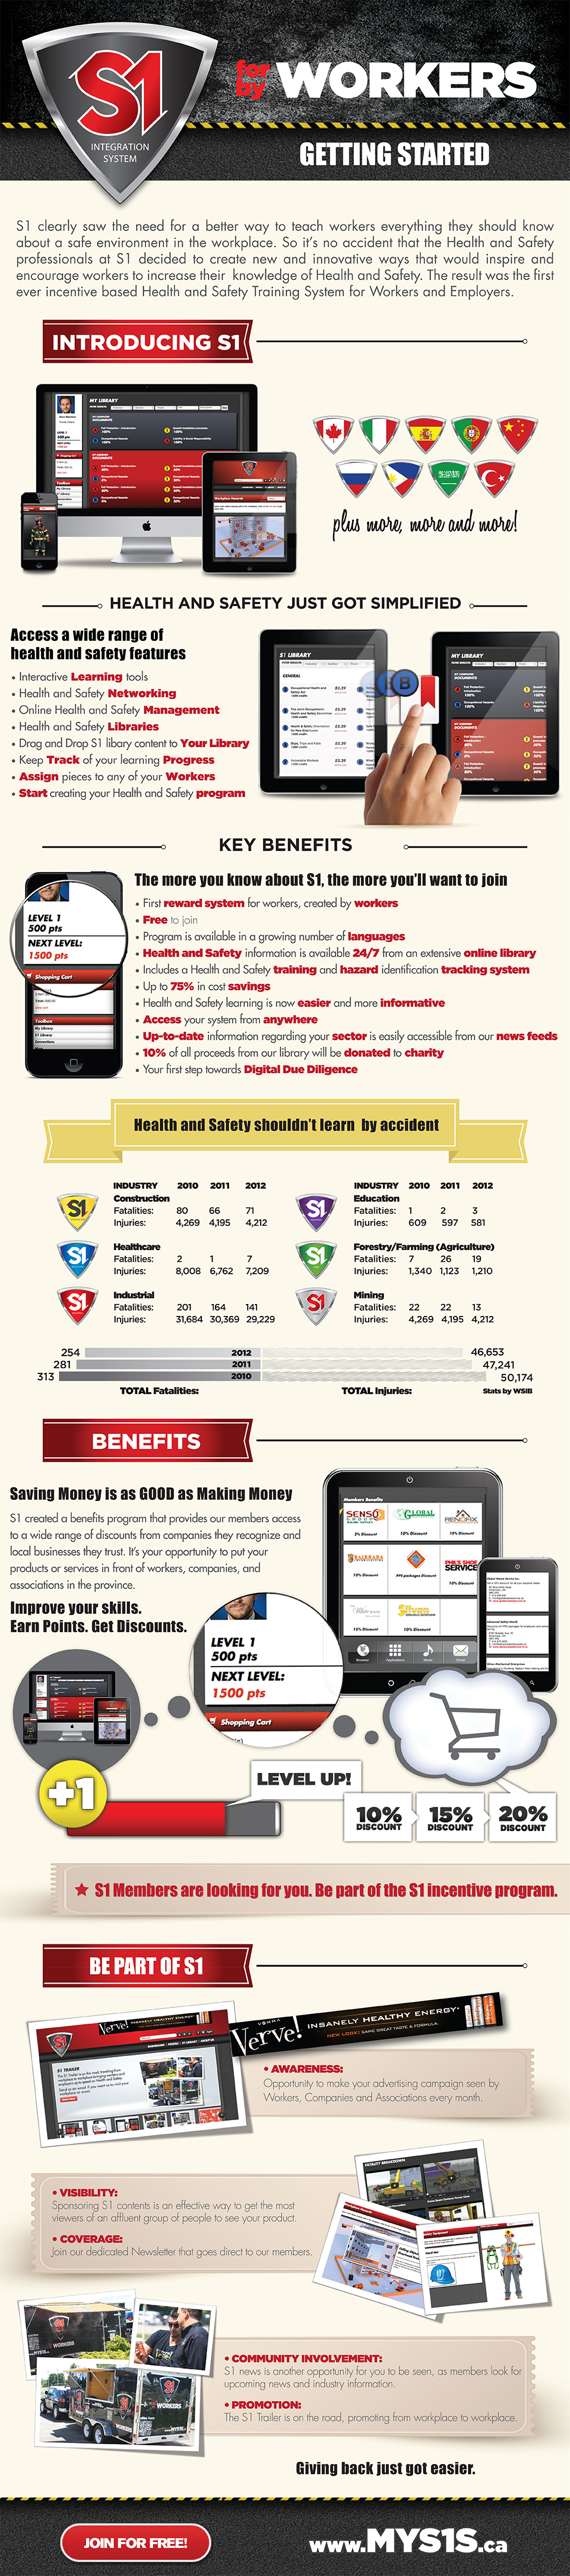 S1
INTEGRATION
SYSTEM
for
by WORKERS
GETTING STARTED
S1 clearly saw the need for a better way to teach workers everything they should know
about a safe environment in the workplace. So it's no accident that the Health and Safety
professionals at S1 decided to create new and innovative ways that would inspire and
encourage workers to increase their knowledge of Health and Safety. The result was the first
ever incentive based Health and Safety Training System for Workers and Employers.
INTRODUCING S1
MY LIBRARY
plus more, more and more!
HEALTH AND SAFETY JUST GOT SIMPLIFIED
Access a wide range of
health and safety features
• Interactive Learning tools
• Health and Safety Networking
• Online Health and Safety Management
• Health and Safety Libraries
• Drag and Drop S1 libary content to Your Library
• Keep Track of your learning Progress
• Assign pieces to any of your Workers
• Start creating your Health and Safety program
S1 LIBRARY
GENERAL
B
MY LIBRARY
KEY BENEFITS
LEVEL 1
500 pts
NEXT LEVEL:
1500 pts
Shopping Cart
Toolbox
The more you know about S1, the more you'll want to join
• First reward system for workers, created by workers
• Free to join
• Program is available in a growing number of languages
• Health and Safety information is available 24/7 from an extensive online library
• Includes a Health and Safety training and hazard identification tracking system
• Up to 75% in cost savings
• Health and Safety learning is now easier and more informative
• Access your system from anywhere
• Up-to-date information regarding your sector is easily accessible from our news feeds
• 10% of all proceeds from our library will be donated to charity
• Your first step towards Digital Due Diligence
Health and Safety shouldn't learn by accident
INDUSTRY 2010 2011 2012
Construction
Fatalities: 80 66 71
Injuries: 4,269 4,195 4,212
Healthcare
Fatalities: 2 1 7
Injuries: 8,008 6,762 7,209
Industrial
Fatalities: 201 164 141
Injuries: 31,684 30,369 29,229
INDUSTRY 2010 2011 2012
Education
Fatalities: 1 2 3
Injuries: 609 597 581
Forestry/Farming (Agriculture)
Fatalities: 7 26 19
Injuries: 1,340 1,123 1,210
Mining
Fatalities: 22 22 13
Injuries: 4,269 4,195 4,212
254 2012 46,653
281 2011 47,241
313 2010 50,174
TOTAL Fatalities: TOTAL Injuries: Stats by WSIB
BENEFITS
Saving Money is as GOOD as Making Money
S1 created a benefits program that provides our members access
to a wide range of discounts from companies they recognize and
local businesses they trust. It's your opportunity to put your
products or services in front of workers, companies, and
associations in the province.
Improve your skills.
Earn Points. Get Discounts.
Members Benefits
SENSO
GLOBAL
RENOFIX
LEVEL 1
500 pts
NEXT LEVEL:
1500 pts
Shopping Cart
+1
LEVEL UP!
10%
DISCOUNT
15%
DISCOUNT
20%
DISCOUNT
S1 Members are looking for you. Be part of the S1 incentive program.
BE PART OF S1
Verve! INSANELY HEALTHY ENERGY
VEMMA
Verve! INSANELY HEALTHY ENERGY
NEW LOOK! SAME GREAT TASTE & FORMULA.
S1 TRAILER
• AWARENESS:
Opportunity to make your advertising campaign seen by
Workers, Companies and Associations every month.
• VISIBILITY:
Sponsoring S1 contents is an effective way to get the most
viewers of an affluent group of people to see your product.
• COVERAGE:
Join our dedicated Newsletter that goes direct to our members.
WORKERS
WORKERS
• COMMUNITY INVOLVEMENT:
S1 news is another opportunity for you to be seen, as members look for
upcoming news and industry information.
• PROMOTION:
The S1 Trailer is on the road, promoting from workplace to workplace.
Giving back just got easier.
JOIN FOR FREE!
www.MYS1S.ca